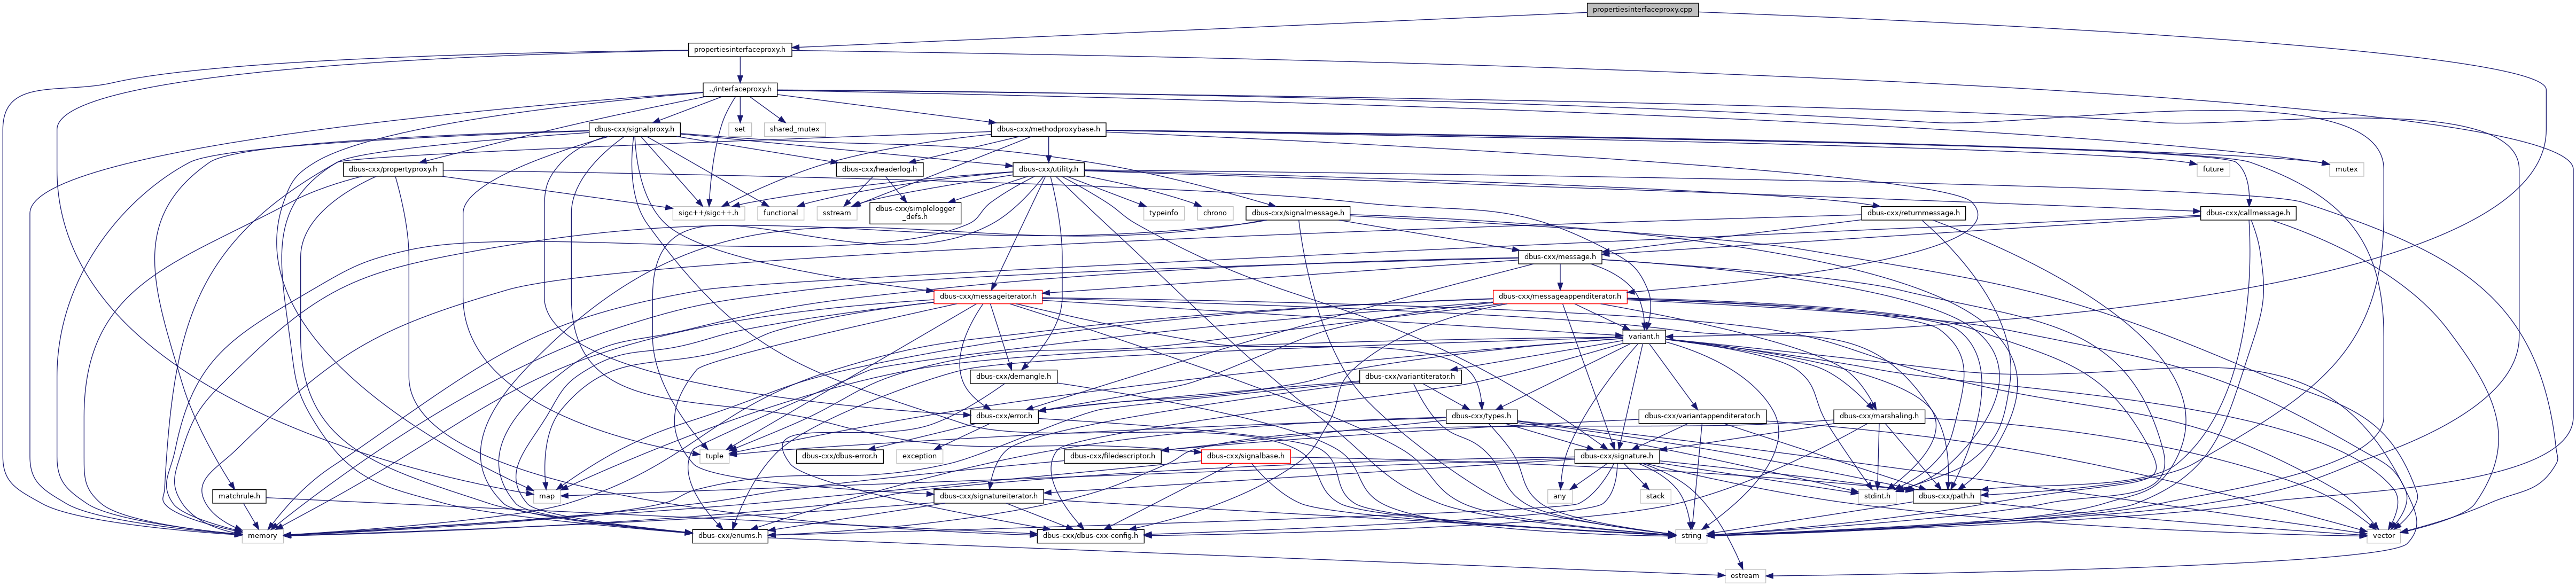 propertiesinterfaceproxy.cpp
propertiesinterfaceproxy.h
../interfaceproxy.h
dbus-cxx/signalproxy.h
set
shared_mutex
dbus-cxx/methodproxybase.h
dbus-cxx/propertyproxy.h
dbus-cxx/headerlog.h
dbus-cxx/utility.h
future
mutex
sigc++/sigc++.h
functional
sstream
dbus-cxx/simplelogger
_defs.h
typeinfo
chrono
dbus-cxx/signalmessage.h
dbus-cxx/returnmessage.h
dbus-cxx/callmessage.h
dbus-cxx/message.h
dbus-cxx/messageiterator.h
dbus-cxx/messageappenditerator.h
variant.h
dbus-cxx/demangle.h
dbus-cxx/variantiterator.h
dbus-cxx/error.h
dbus-cxx/types.h
dbus-cxx/variantappenditerator.h
dbus-cxx/marshaling.h
tuple
dbus-cxx/dbus-error.h
exception
dbus-cxx/filedescriptor.h
dbus-cxx/signalbase.h
dbus-cxx/signature.h
matchrule.h
map
dbus-cxx/signatureiterator.h
any
stack
stdint.h
dbus-cxx/path.h
memory
dbus-cxx/enums.h
dbus-cxx/dbus-cxx-config.h
string
vector
ostream